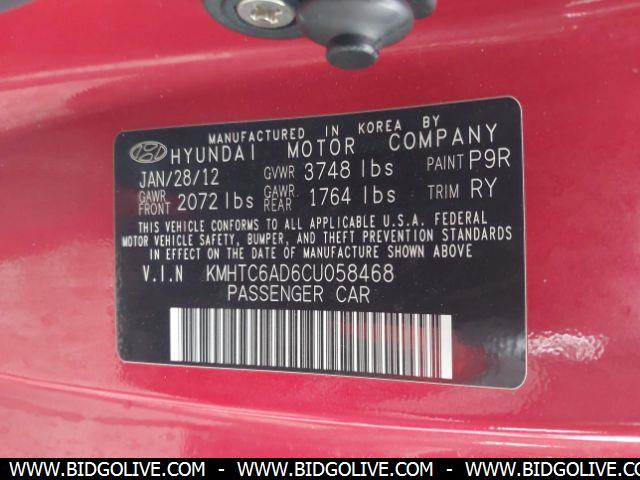 MANUFACTURED IN KOREA BY
HYUNDAI MOTOR COMPANY
JAN/28/12 GVWR 3748 lbs PAINT P9R
GAWR FRONT 2072 lbs GAWR. REAR 1764 lbs TRIM RY
THIS VEHICLE CONFORMS TO ALL APPLICABLE U.S.A. FEDERAL
MOTOR VEHICLE SAFETY, BUMPER, AND THEFT PREVENTION STANDARDS
IN EFFECT ON THE DATE OF MANUFACTURE SHOWN ABOVE
V.I.N KMHTC6AD6CU058468
PASSENGER CAR
WWW.BIDGOLIVE.COM - WWW.BIDGOLIVE.COM - WWW.BIDGOLIVE.COM